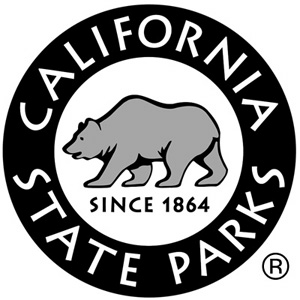 CALIFORNIA
SINCE 1864
STATE PARKS
®